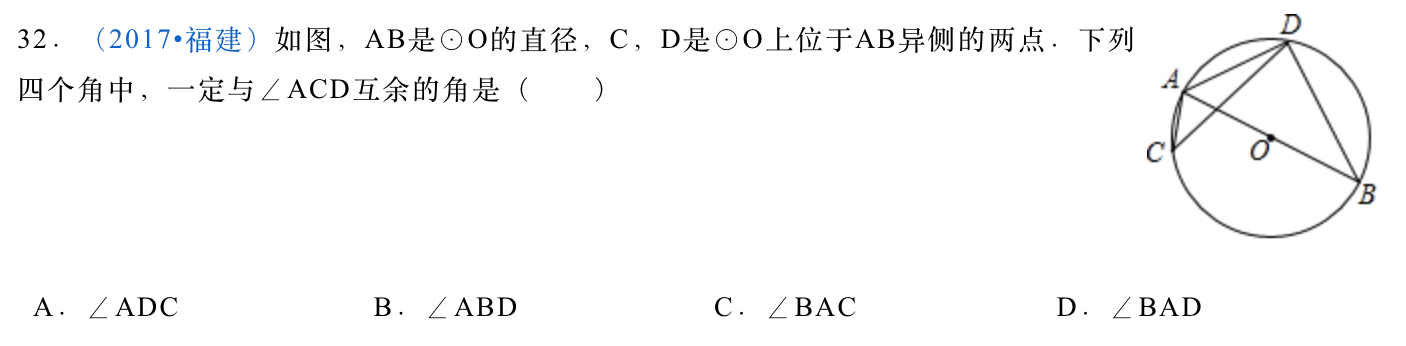 32．（2017•福建）如图，AB是⊙O的直径，C，D是⊙O上位于AB异侧的两点．下列
四个角中，一定与∠ACD互余的角是（　　）
D
A
C
O
B
A．∠ADC　B．∠ABD　C．∠BAC　D．∠BAD